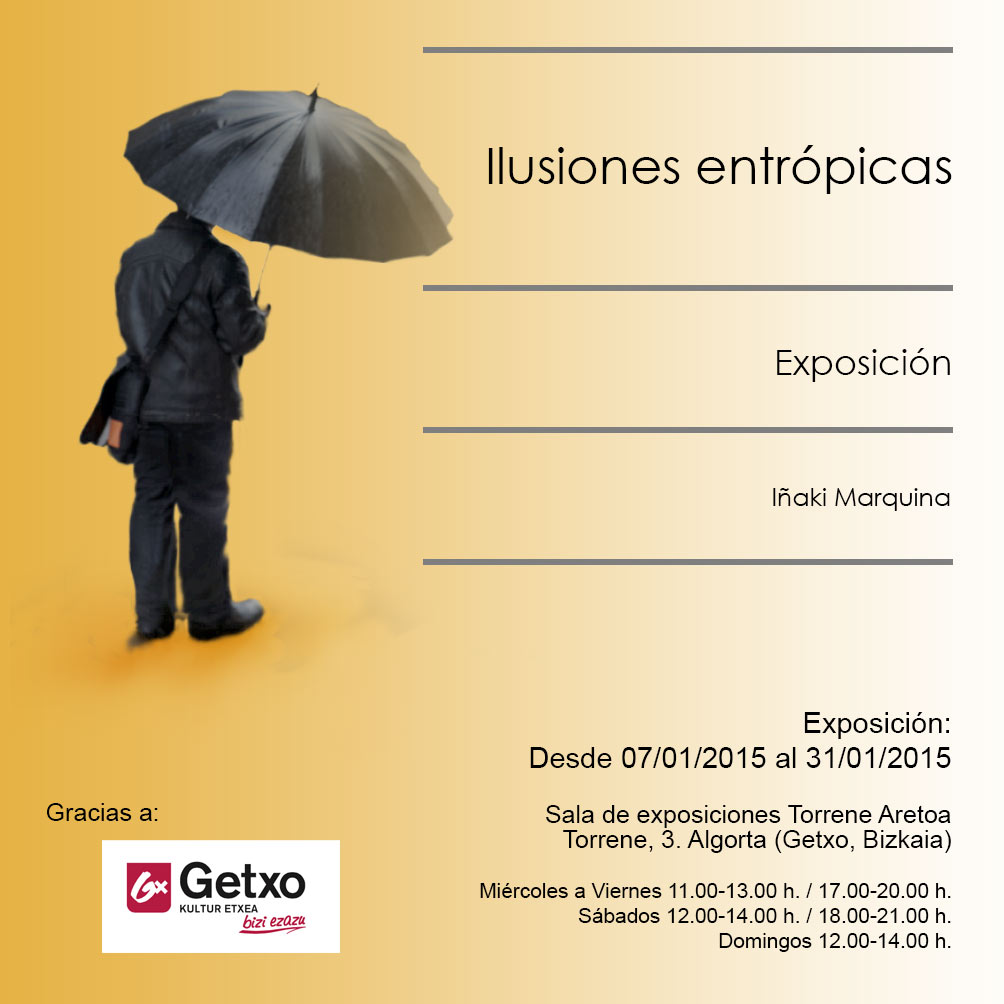 Ilusiones entrópicas
Exposición
Iñaki Marquina
Exposición:
Desde 07/01/2015 al 31/01/2015
Gracias a:
Getxo
KULTUR ETXEA
bizi ezazu
Sala de exposiciones Torrene Aretoa
Torrene, 3. Algorta (Getxo, Bizkaia)
Miércoles a Viernes 11.00-13.00 h. / 17.00-20.00 h.
Sábados 12.00-14.00 h. / 18.00-21.00 h.
Domingos 12.00-14.00 h.